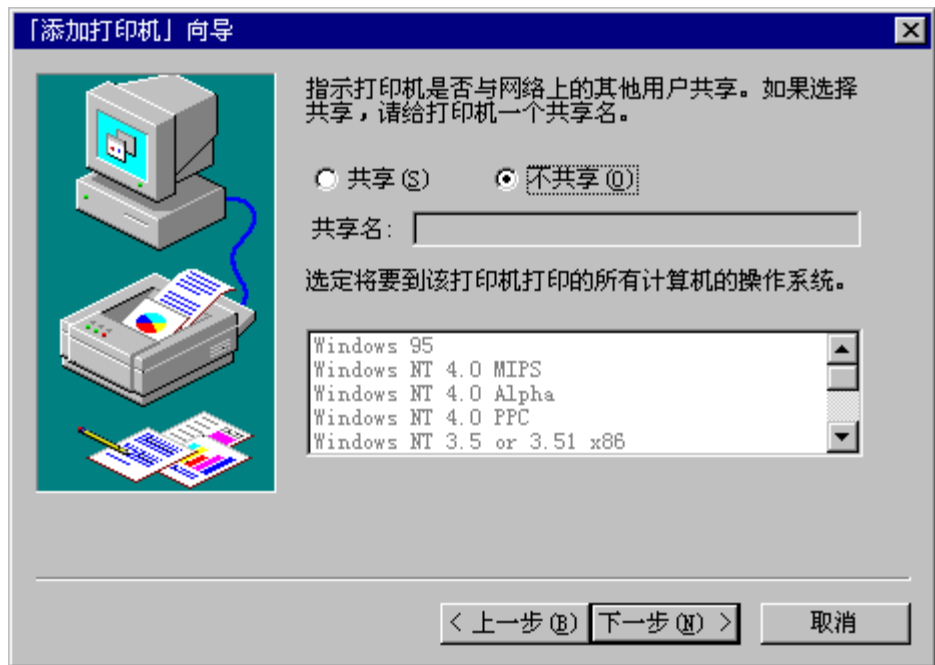 「添加打印机」向导
指示打印机是否与网络上的其他用户共享。如果选择
共享，请给打印机一个共享名。
共享(S) 不共享(O)
共享名:
选定将要到该打印机打印的所有计算机的操作系统。
Windows 95
Windows NT 4.0 MIPS
Windows NT 4.0 Alpha
Windows NT 4.0 PPC
Windows NT 3.5 or 3.51 x86
< 上一步(B) 下一步(N) > 取消